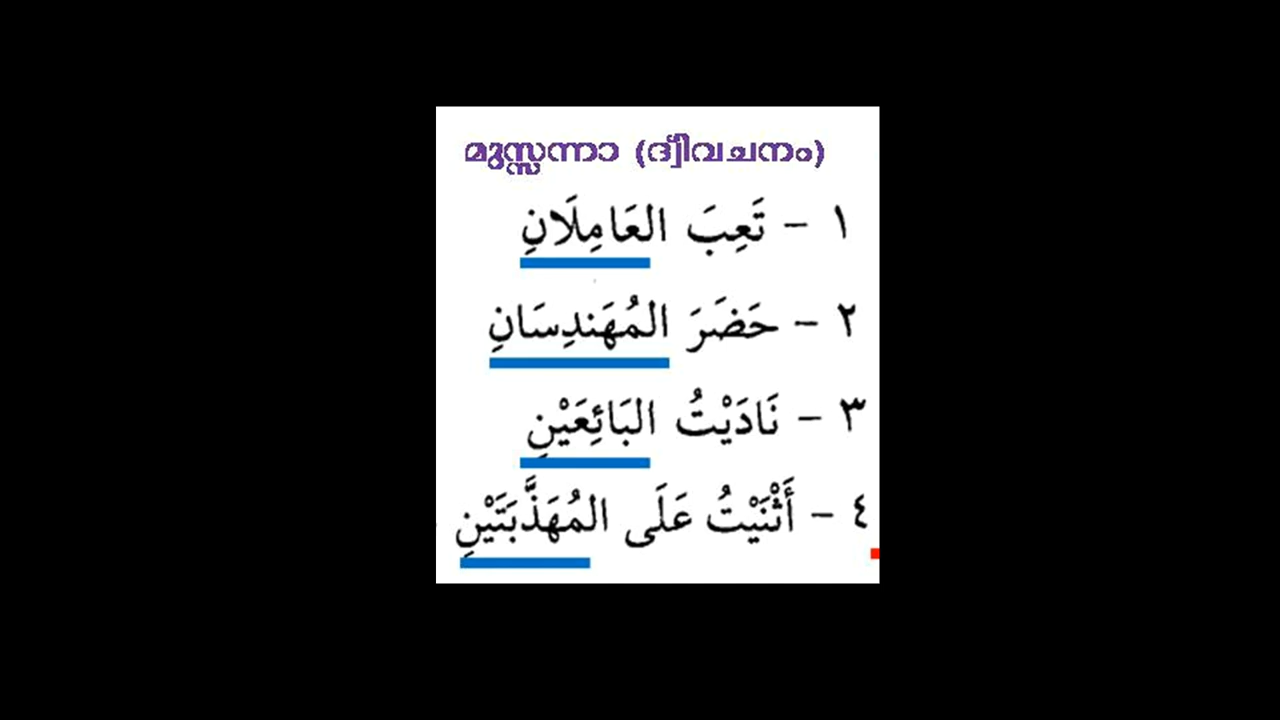 മുസ്സന്നാ (ദ്വീവചനം)
١ – تَعِبَ العَامِلَانِ
٢ – حَضَرَ المُهَندِسَانِ
٣ – نَادَيْتُ البَائِعَيْنِ
٤ – أَثْنَيْتُ عَلَى المُهَذَّبَتَيْنِ